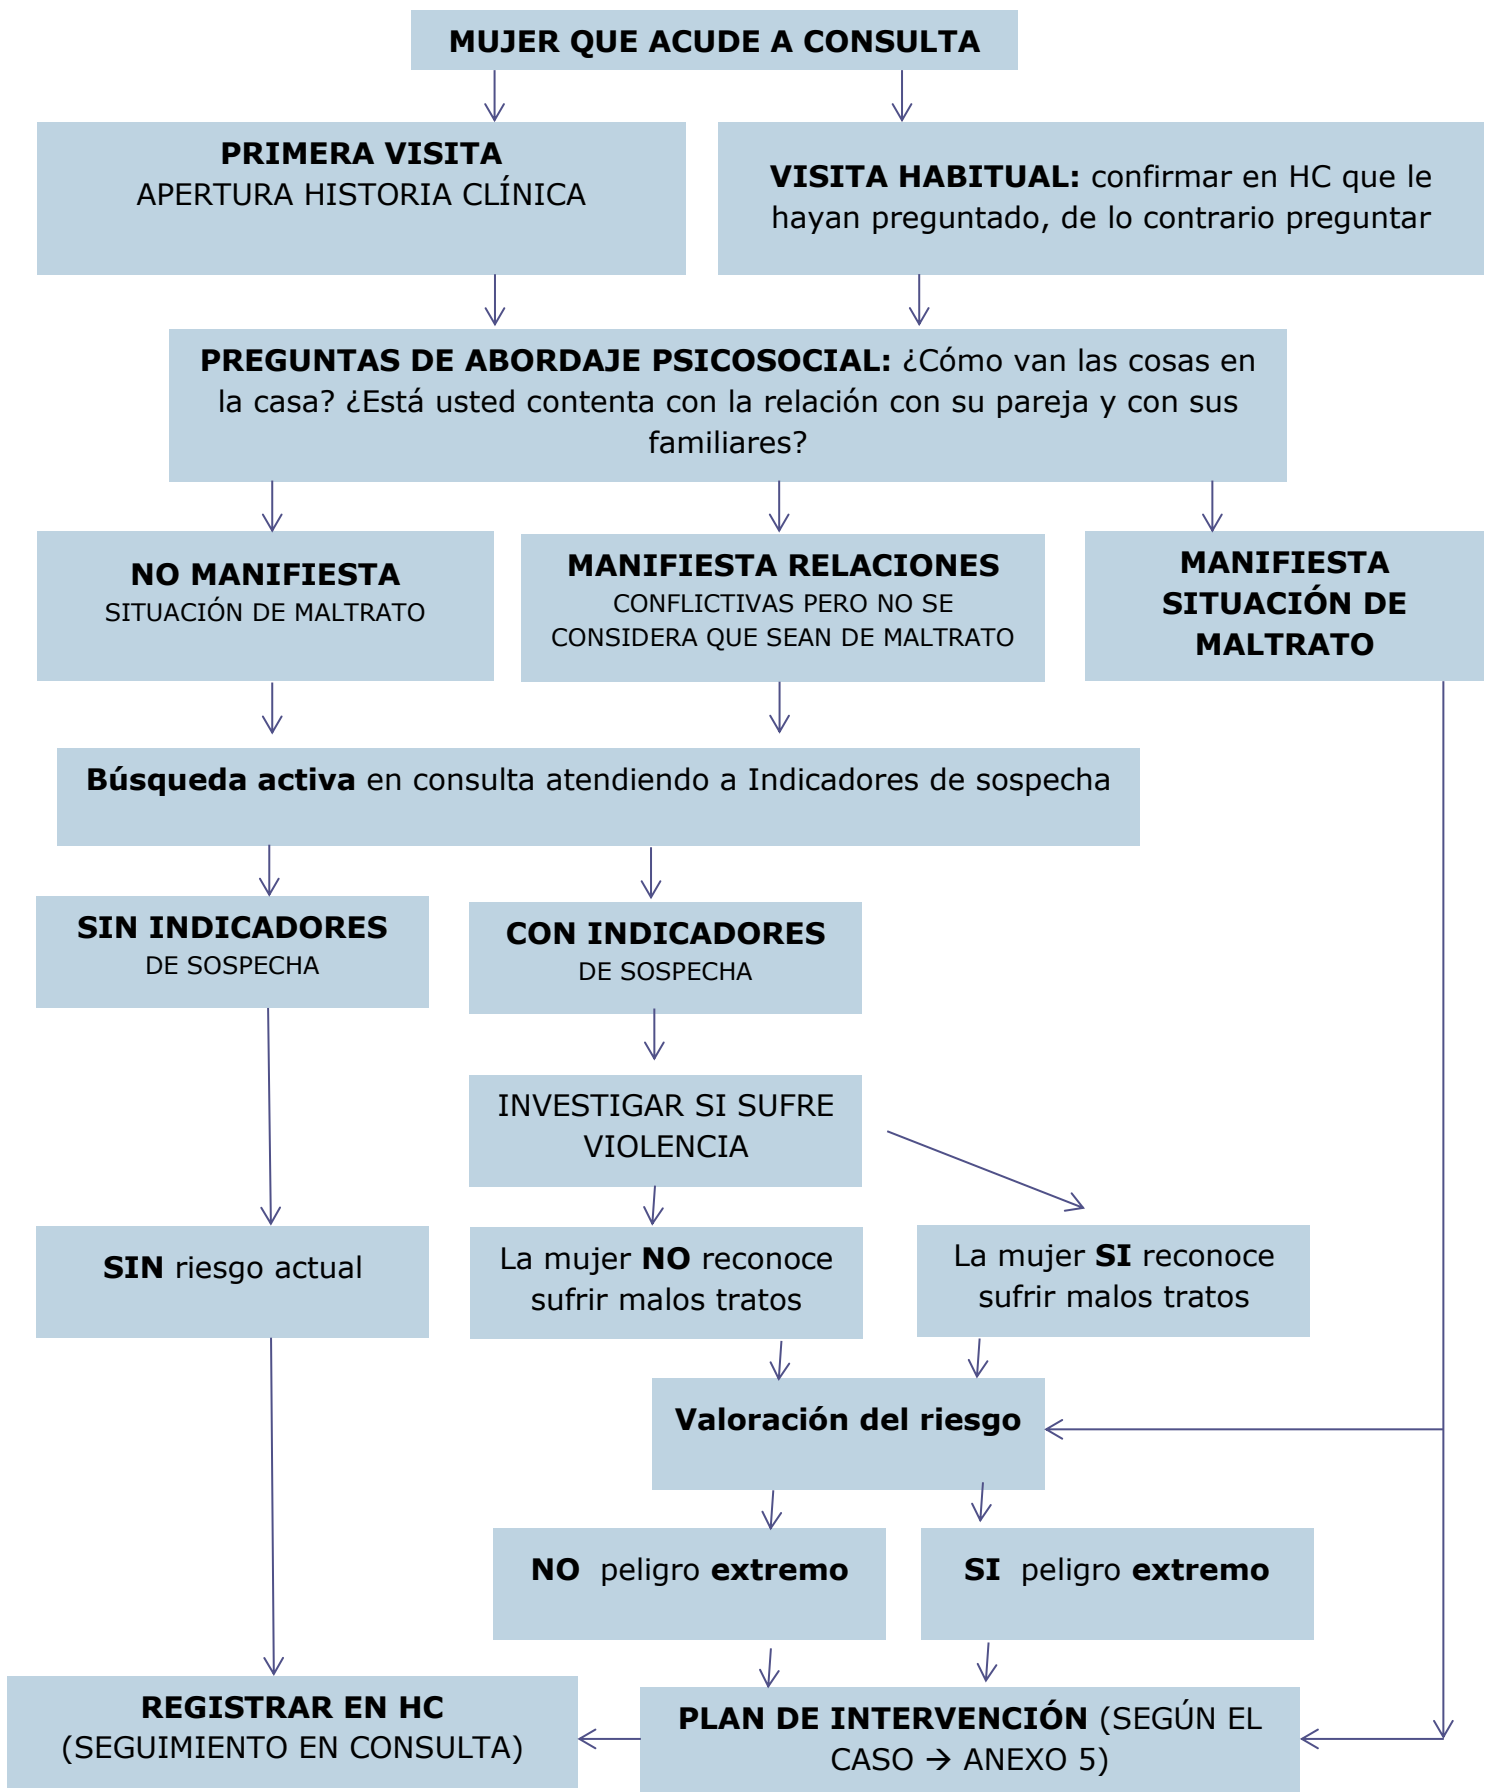 MUJER QUE ACUDE A CONSULTA
PRIMERA VISITA
APERTURA HISTORIA CLÍNICA
VISITA HABITUAL: confirmar en HC que le
hayan preguntado, de lo contrario preguntar
PREGUNTAS DE ABORDAJE PSICOSOCIAL: ¿Cómo van las cosas en
la casa? ¿Está usted contenta con la relación con su pareja y con sus
familiares?
NO MANIFIESTA
SITUACIÓN DE MALTRATO
MANIFIESTA RELACIONES
CONFLICTIVAS PERO NO SE
CONSIDERA QUE SEAN DE MALTRATO
MANIFIESTA
SITUACIÓN DE
MALTRATO
Búsqueda activa en consulta atendiendo a Indicadores de sospecha
SIN INDICADORES
DE SOSPECHA
CON INDICADORES
DE SOSPECHA
INVESTIGAR SI SUFRE
VIOLENCIA
SIN riesgo actual
La mujer NO reconoce
sufrir malos tratos
La mujer SI reconoce
sufrir malos tratos
Valoración del riesgo
NO peligro extremo
SI peligro extremo
REGISTRAR EN HC
(SEGUIMIENTO EN CONSULTA)
PLAN DE INTERVENCIÓN (SEGÚN EL
CASO → ANEXO 5)